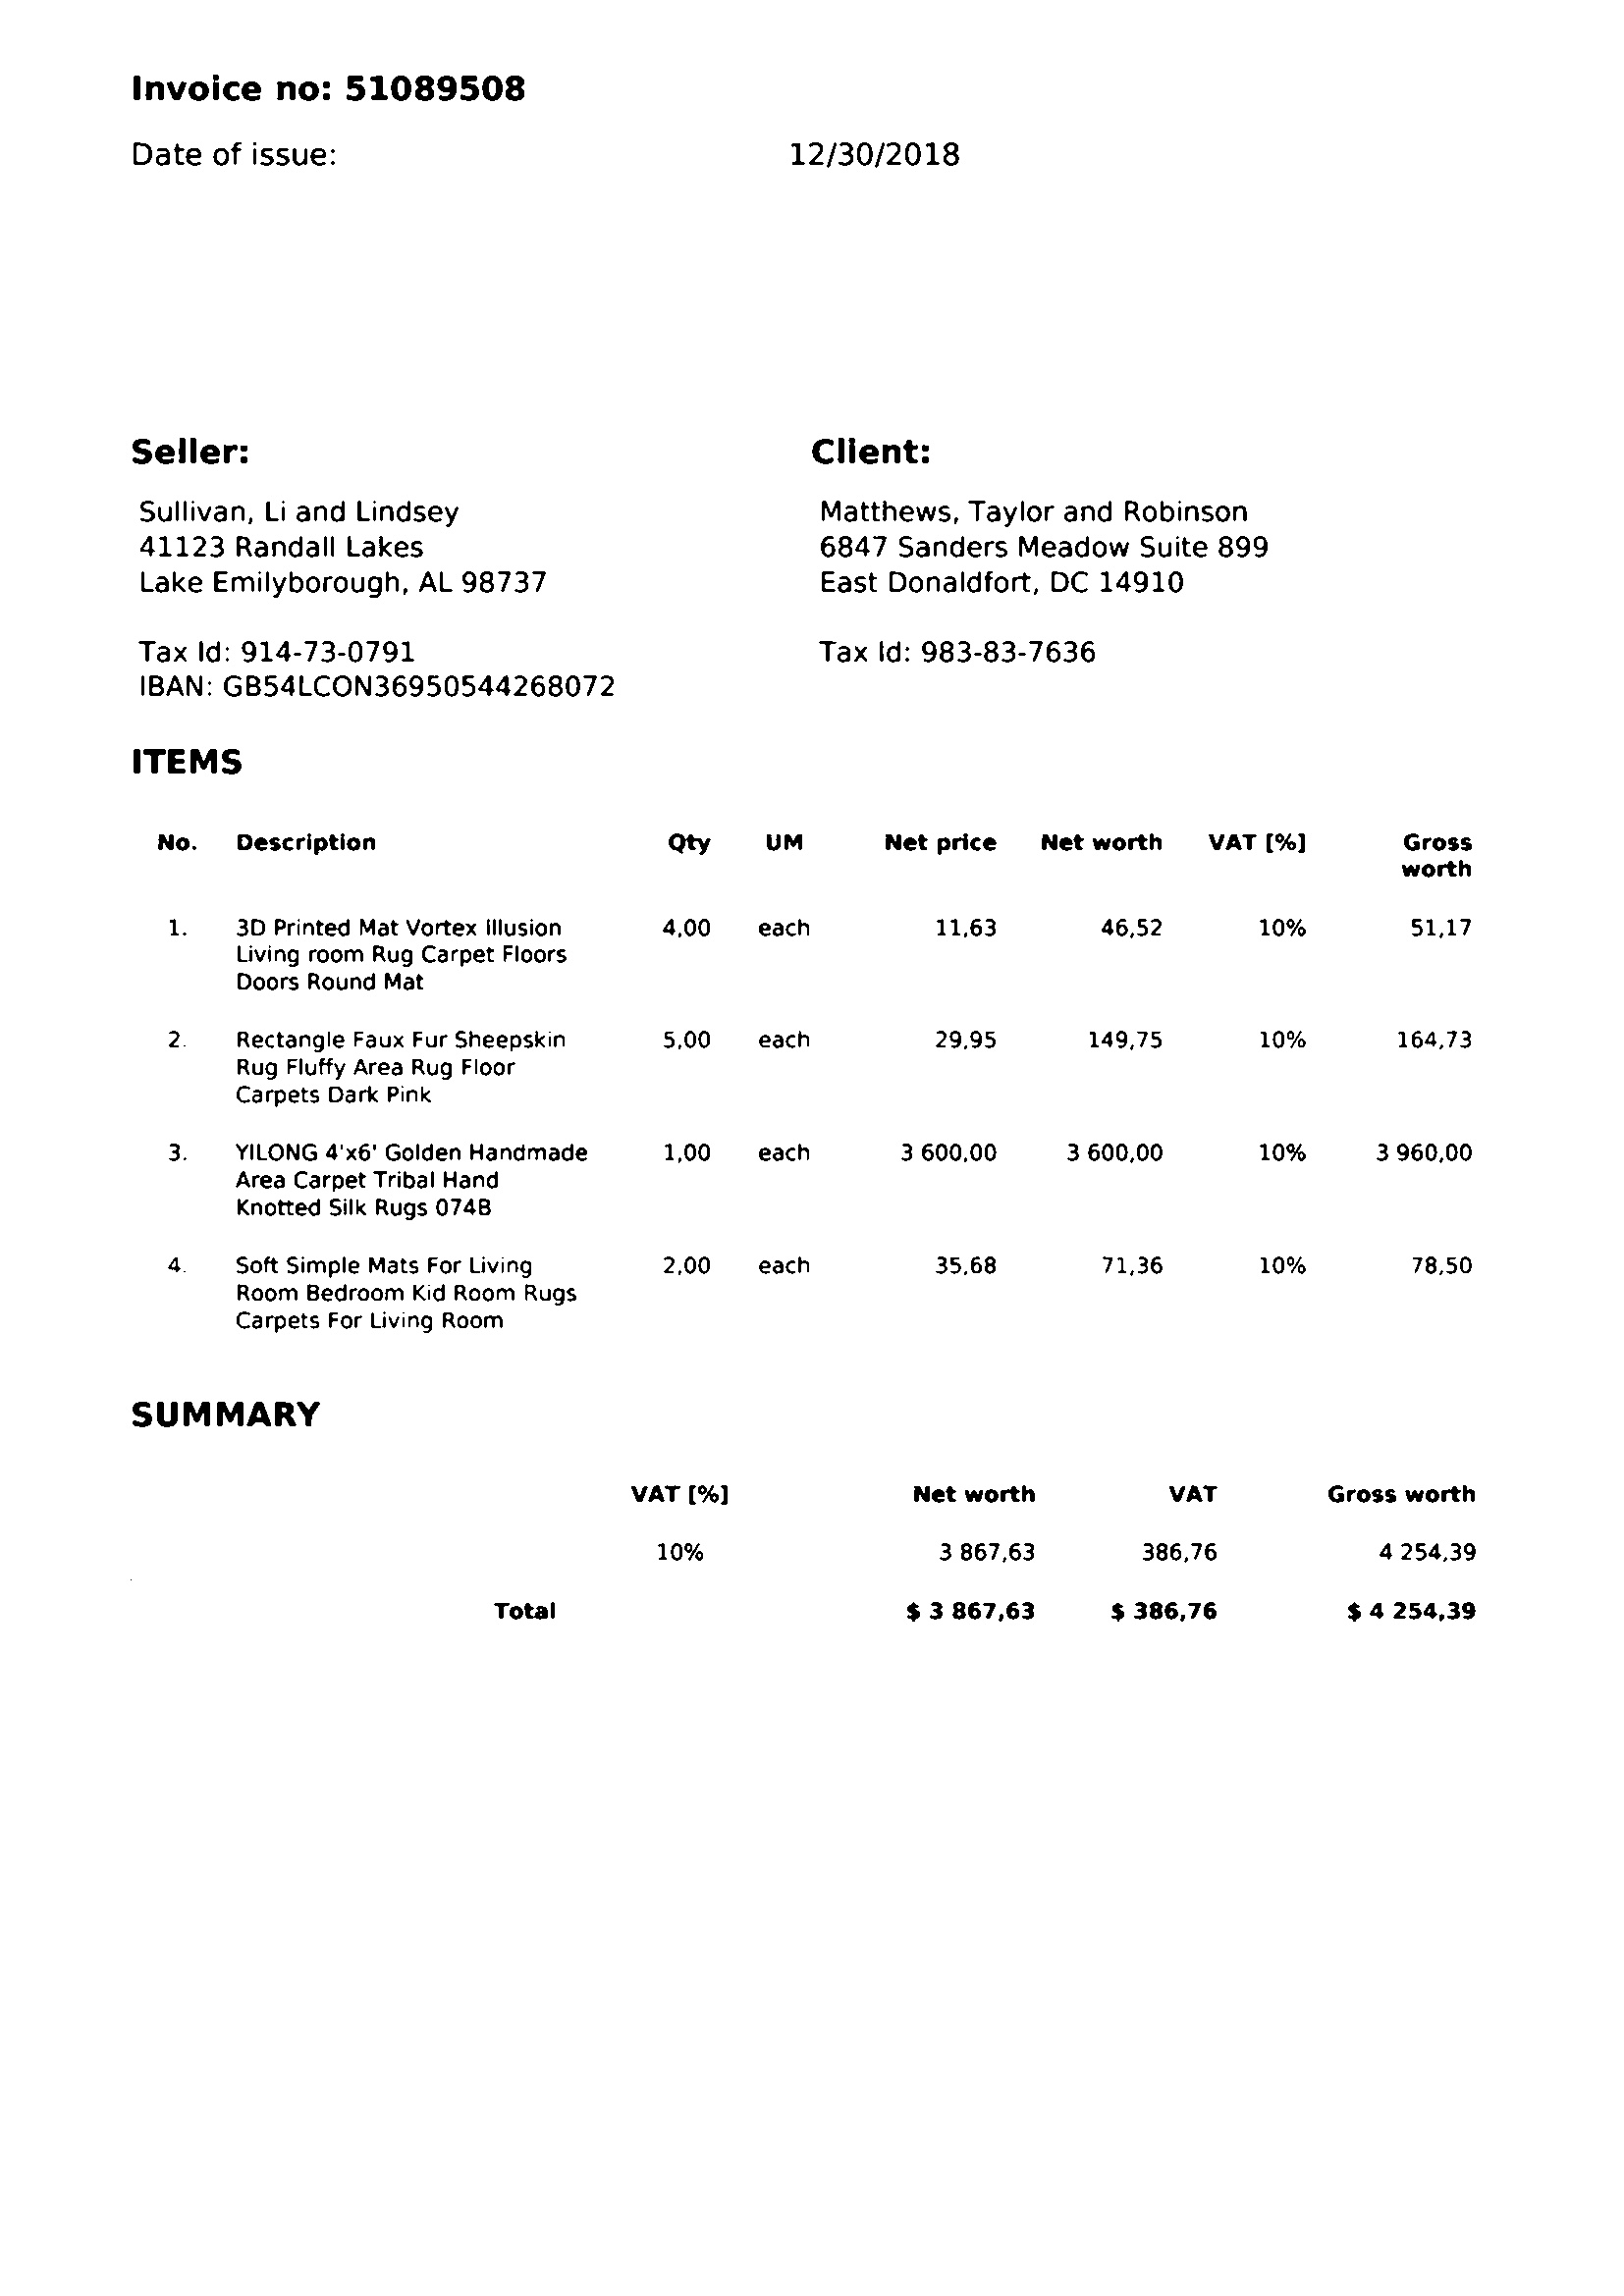 Invoice no: 51089508
Date of issue: 12/30/2018
Seller:
Sullivan, Li and Lindsey
41123 Randall Lakes
Lake Emilyborough, AL 98737
Tax Id: 914-73-0791
IBAN: GB54LCON36950544268072
Client:
Matthews, Taylor and Robinson
6847 Sanders Meadow Suite 899
East Donaldfort, DC 14910
Tax Id: 983-83-7636
ITEMS
No. Description Qty UM Net price Net worth VAT [%] Gross
worth
1. 3D Printed Mat Vortex Illusion 4,00 each 11,63 46,52 10% 51,17
Living room Rug Carpet Floors
Doors Round Mat
2. Rectangle Faux Fur Sheepskin 5,00 each 29,95 149,75 10% 164,73
Rug Fluffy Area Rug Floor
Carpets Dark Pink
3. YILONG 4'x6' Golden Handmade 1,00 each 3 600,00 3 600,00 10% 3 960,00
Area Carpet Tribal Hand
Knotted Silk Rugs 074B
4. Soft Simple Mats For Living 2,00 each 35,68 71,36 10% 78,50
Room Bedroom Kid Room Rugs
Carpets For Living Room
SUMMARY
VAT [%] Net worth VAT Gross worth
10% 3 867,63 386,76 4 254,39
Total $ 3 867,63 $ 386,76 $ 4 254,39